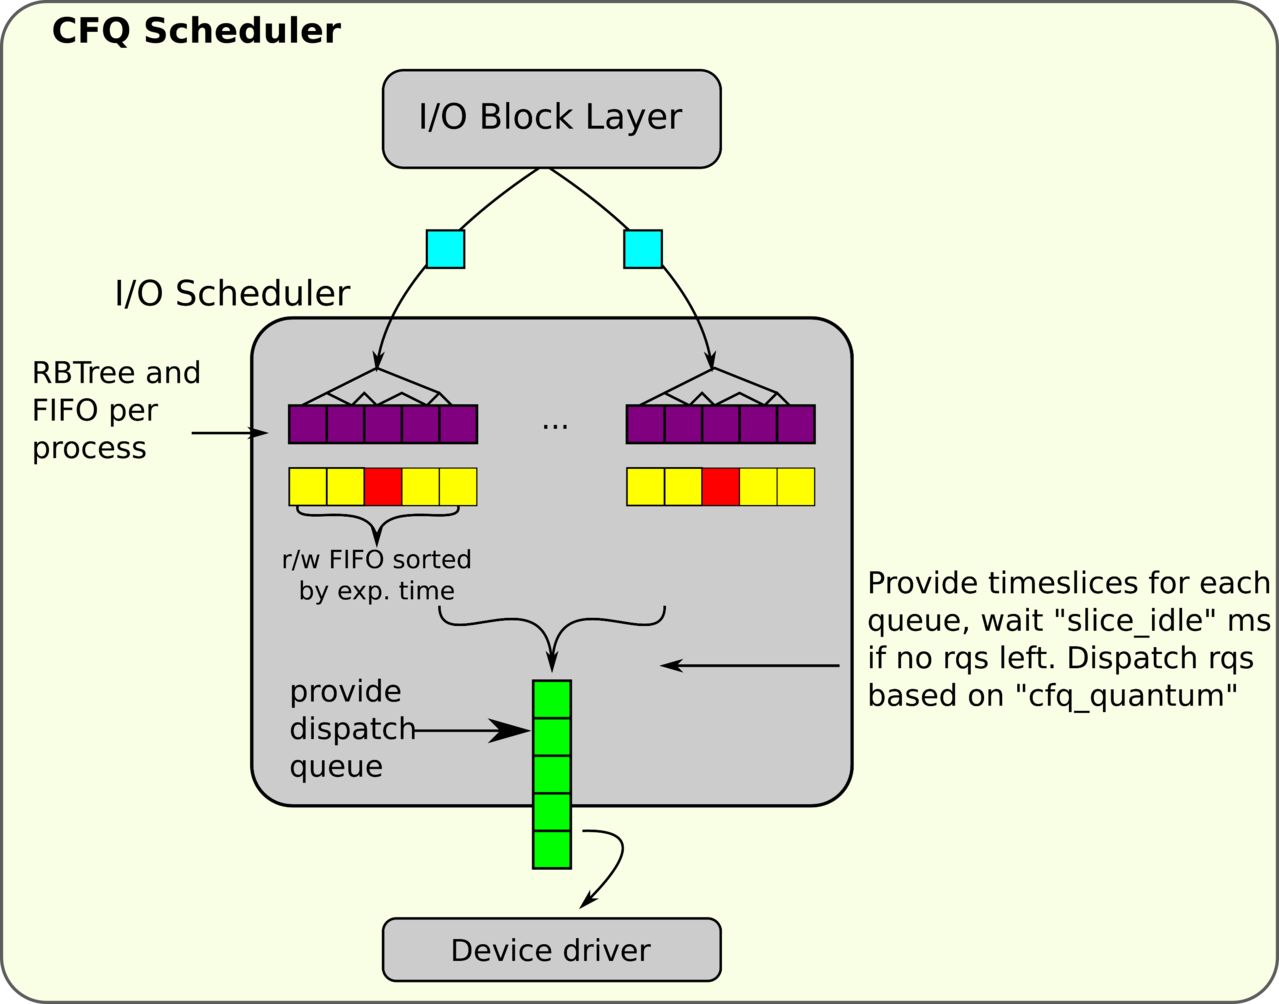 CFQ Scheduler
I/O Block Layer
I/O Scheduler
RBTree and
FIFO per
process
...
r/w FIFO sorted
by exp. time
Provide timeslices for each
queue, wait "slice_idle" ms
if no rqs left. Dispatch rqs
based on "cfq_quantum"
provide
dispatch
queue
Device driver